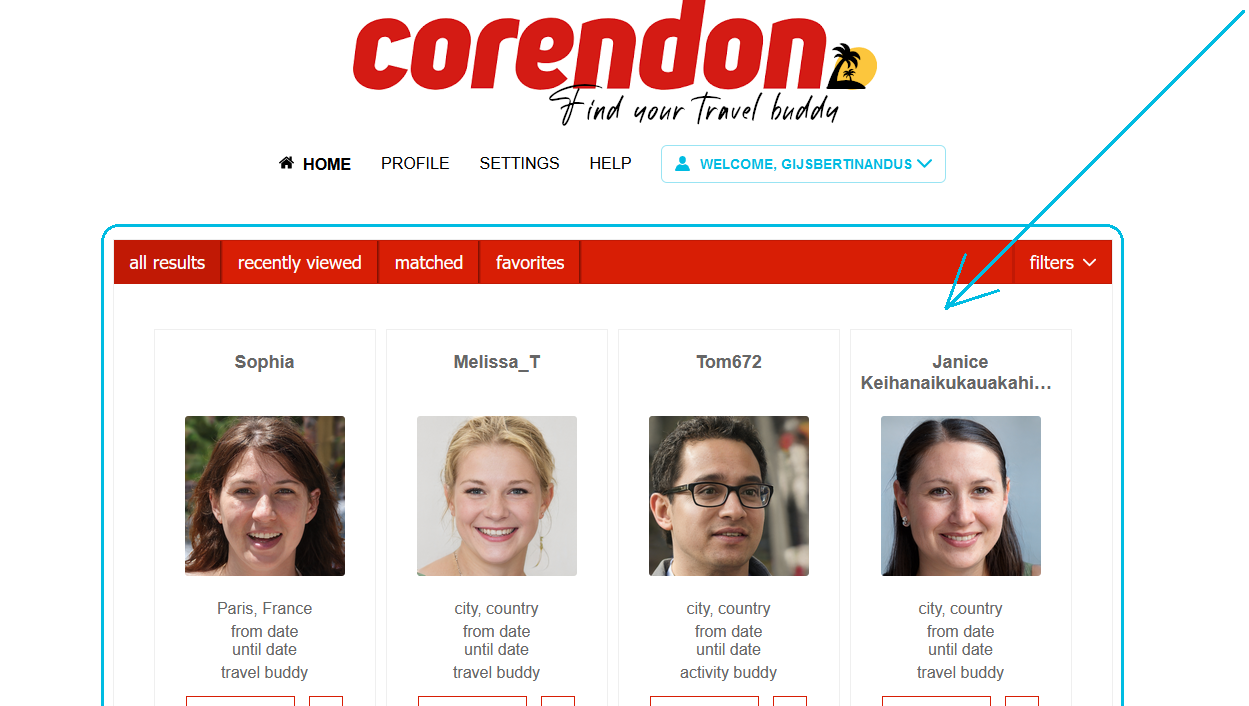 corendon
Find your travel buddy
HOME PROFILE SETTINGS HELP WELCOME, GIJSBERTINANDUS
all results recently viewed matched favorites filters
Sophia
Paris, France
from date
until date
travel buddy
Melissa_T
city, country
from date
until date
travel buddy
Tom672
city, country
from date
until date
activity buddy
Janice
Keihanaikukauakahi...
city, country
from date
until date
travel buddy